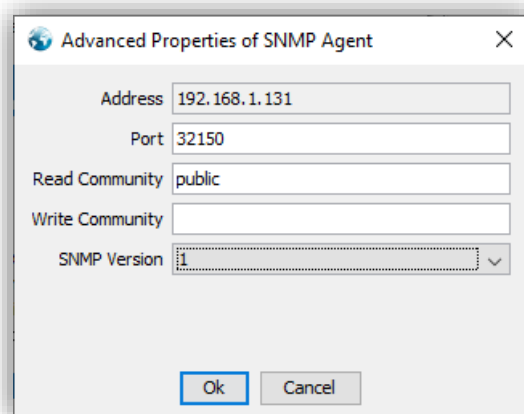 Advanced Properties of SNMP Agent
Address 192.168.1.131
Port 32150
Read Community public
Write Community
SNMP Version 1
Ok Cancel